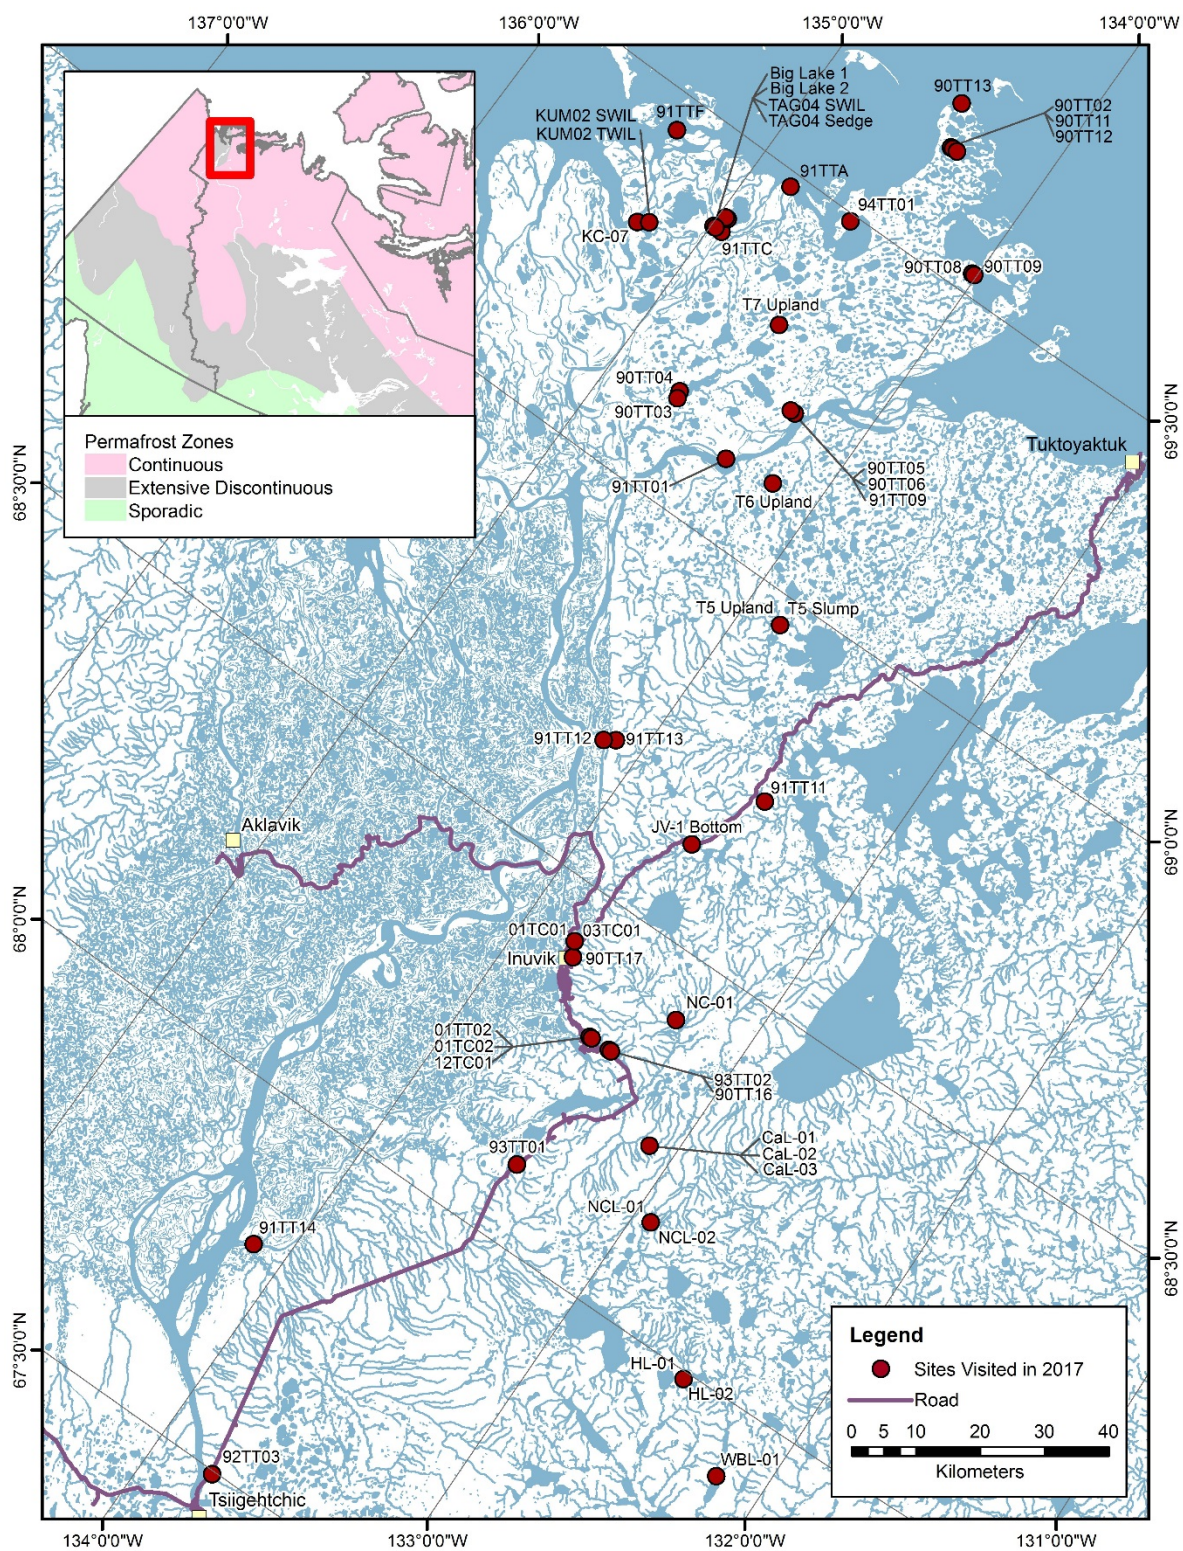 137°0'0"W
136°0'0"W
135°0'0"W
134°0'0"W
Big Lake 1
Big Lake 2
TAG04 SWIL
TAG04 Sedge
KUM02 SWIL
KUM02 TWIL
91TTF
90TT13
90TT02
90TT11
90TT12
91TTA
94TT01
KC-07
91TTC
90TT08
90TT09
T7 Upland
90TT04
90TT03
Tuktoyaktuk
69°30'0"N
Permafrost Zones
Continuous
Extensive Discontinuous
Sporadic
68°30'0"N
91TT01
T6 Upland
90TT05
90TT06
91TT09
T5 Upland
T5 Slump
91TT12
91TT13
91TT11
JV-1 Bottom
Aklavik
69°0'0"N
68°0'0"N
01TC01
03TC01
Inuvik
90TT17
NC-01
01TT02
01TC02
12TC01
93TT02
90TT16
93TT01
CaL-01
CaL-02
CaL-03
NCL-01
NCL-02
91TT14
68°30'0"N
67°30'0"N
HL-01
HL-02
WBL-01
92TT03
Tsiigehtchic
Legend
Sites Visited in 2017
Road
0 5 10 20 30 40
Kilometers
134°0'0"W
133°0'0"W
132°0'0"W
131°0'0"W